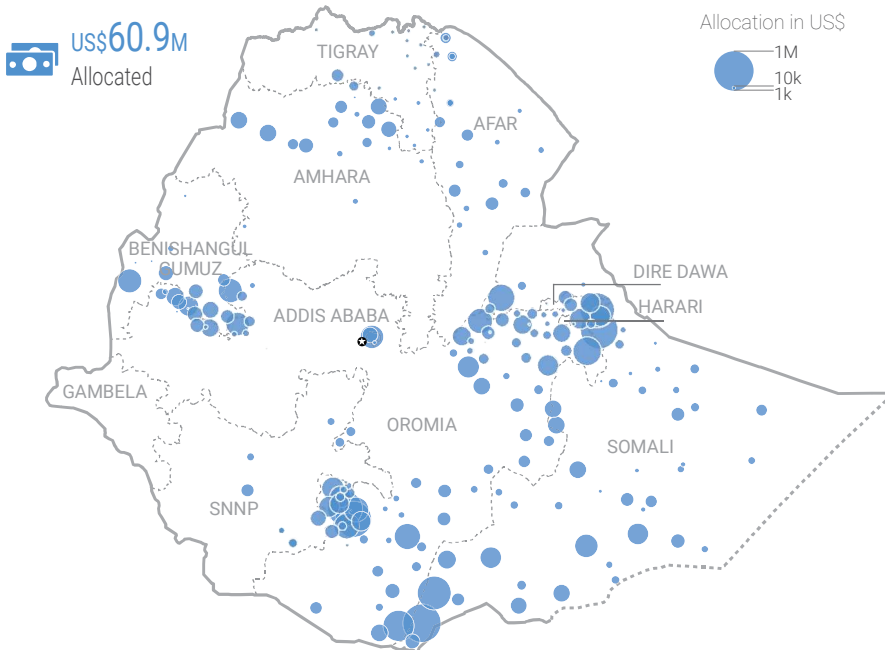 US$60.9M
Allocated
Allocation in US$
1M
10k
1k
TIGRAY
AFAR
AMHARA
BENISHANGUL
GUMUZ
DIRE DAWA
HARARI
ADDIS ABABA
GAMBELA
OROMIA
SOMALI
SNNP